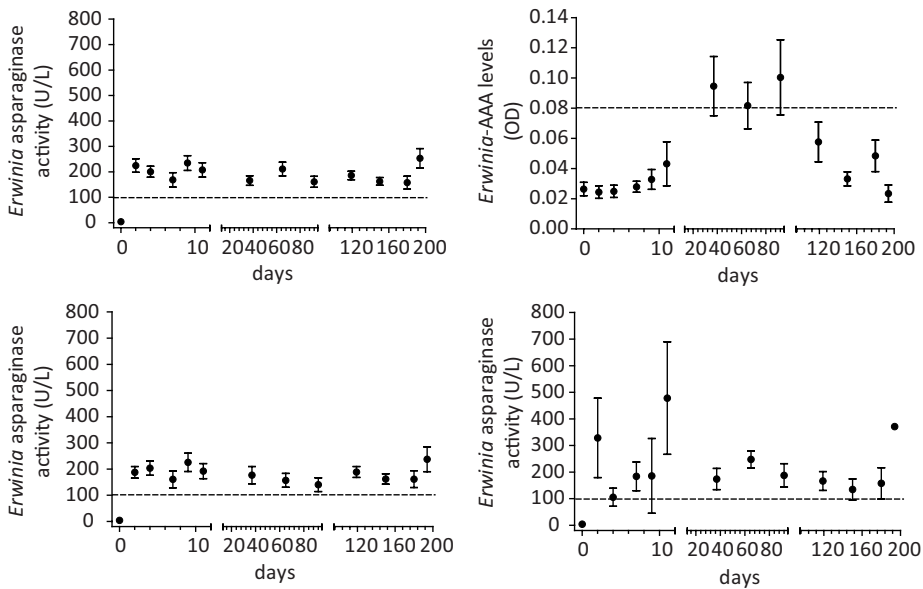 Erwinia asparaginase
activity (U/L)
800
700
600
500
400
300
200
100
0
0 10 20 40 60 80 120 160 200
days
Erwinia-AAA levels
(OD)
0.14
0.12
0.10
0.08
0.06
0.04
0.02
0.00
0 10 20 40 60 80 120 160 200
days
Erwinia asparaginase
activity (U/L)
800
700
600
500
400
300
200
100
0
0 10 20 40 60 80 120 160 200
days
Erwinia asparaginase
activity (U/L)
800
700
600
500
400
300
200
100
0
0 10 20 40 60 80 120 160 200
days